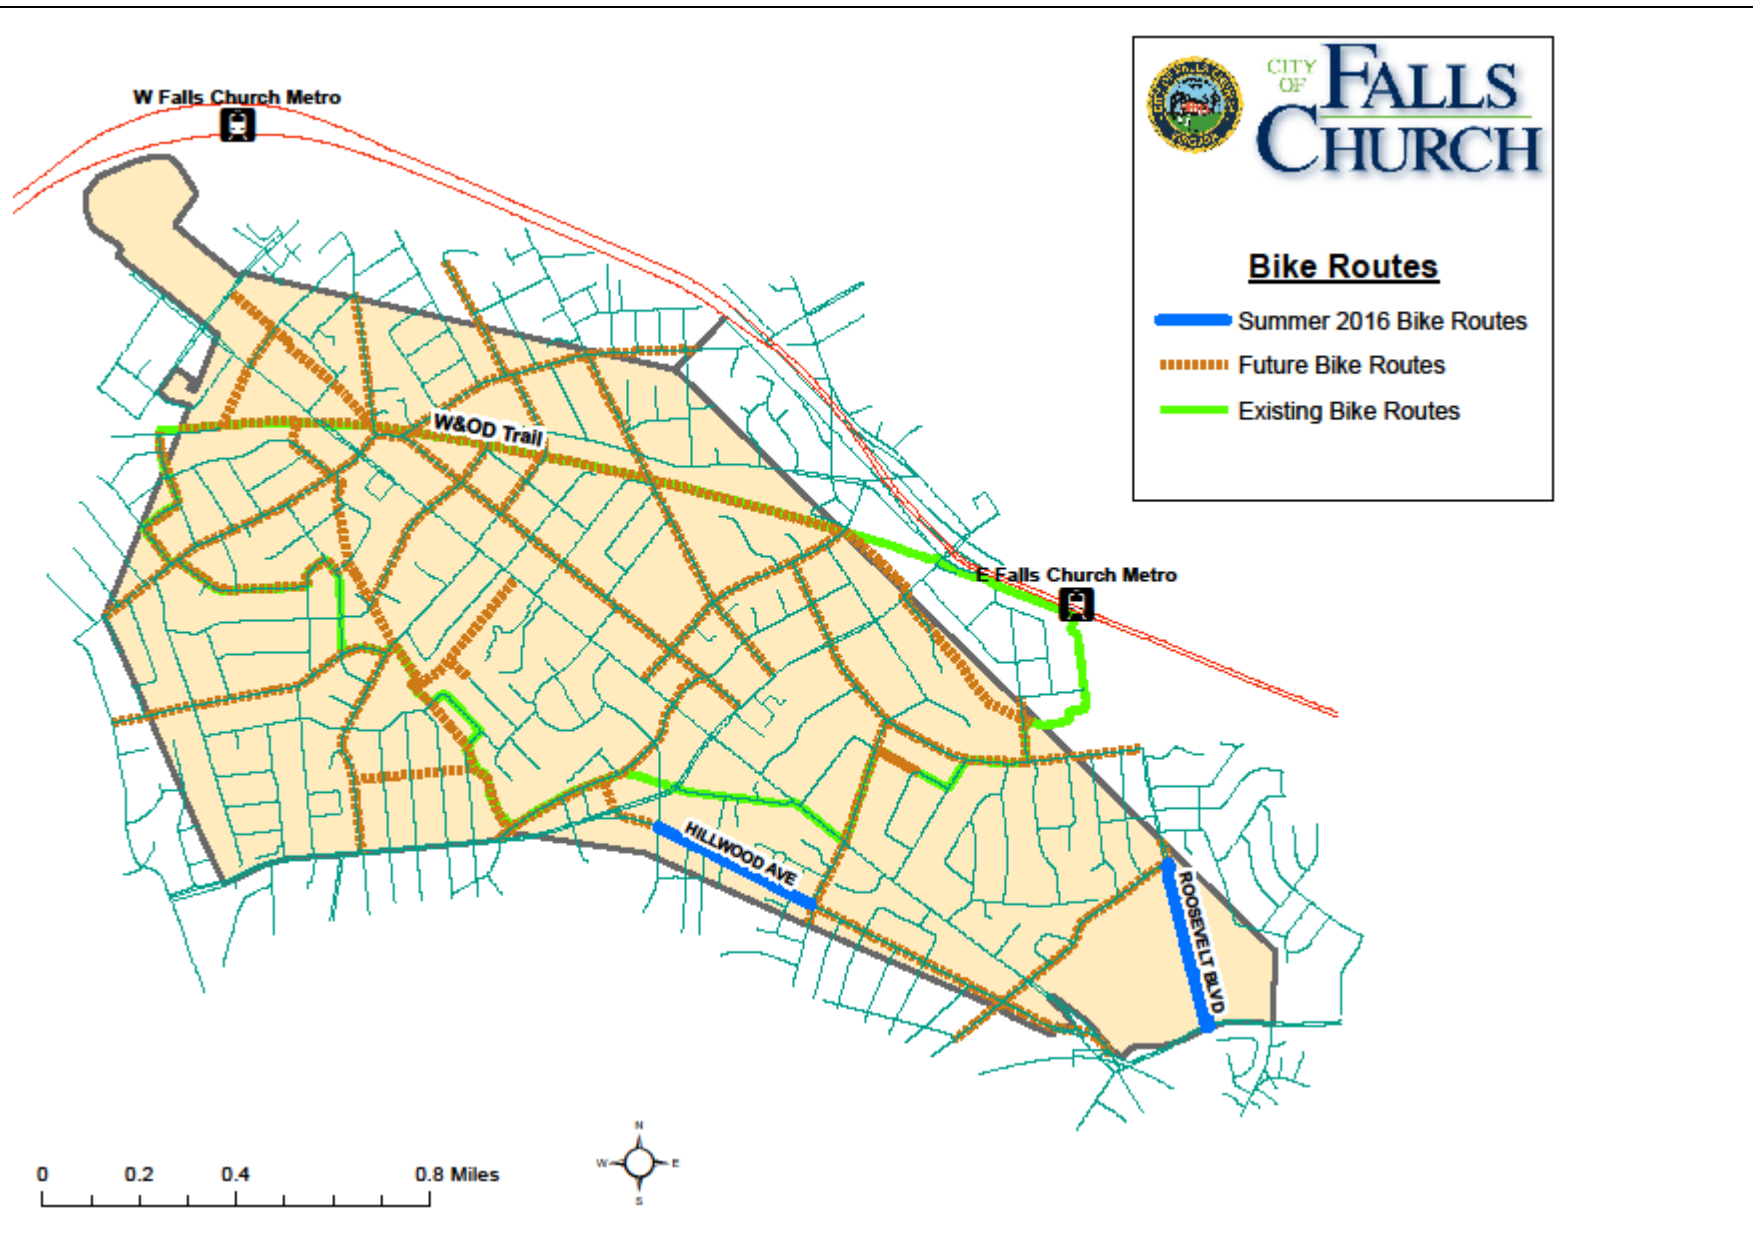 W Falls Church Metro
CITY
OF
FALLS
CHURCH
Bike Routes
Summer 2016 Bike Routes
Future Bike Routes
Existing Bike Routes
W&OD Trail
E Falls Church Metro
HILLWOOD AVE
ROOSEVELT BLVD
N
W E
S
0 0.2 0.4 0.8 Miles